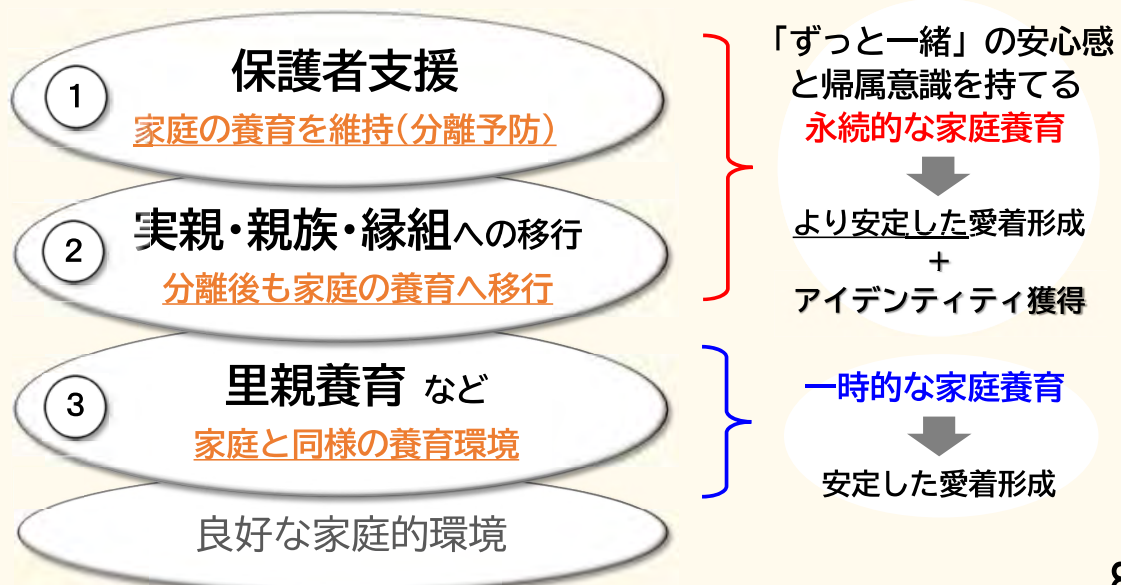 1
保護者支援
家庭の養育を維持(分離予防)
2
実親・親族・縁組への移行
分離後も家庭の養育へ移行
3
里親養育 など
家庭と同様の養育環境
良好な家庭的環境
「ずっと一緒」の安心感
と帰属意識を持てる
永続的な家庭養育
より安定した愛着形成
+
アイデンティティ獲得
一時的な家庭養育
安定した愛着形成